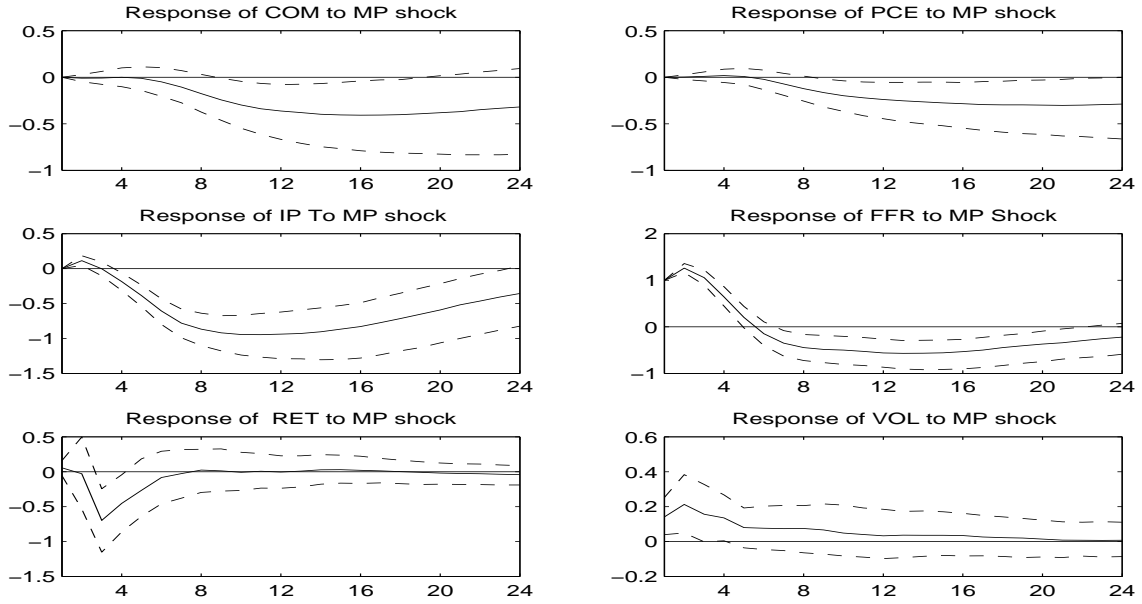 Response of COM to MP shock
0.5
0
−0.5
−1
4 8 12 16 20 24
Response of PCE to MP shock
0.5
0
−0.5
−1
4 8 12 16 20 24
Response of IP To MP shock
0.5
0
−0.5
−1
−1.5
4 8 12 16 20 24
Response of FFR to MP Shock
2
1
0
−1
4 8 12 16 20 24
Response of RET to MP shock
0.5
0
−0.5
−1
−1.5
4 8 12 16 20 24
Response of VOL to MP shock
0.6
0.4
0.2
0
−0.2
4 8 12 16 20 24